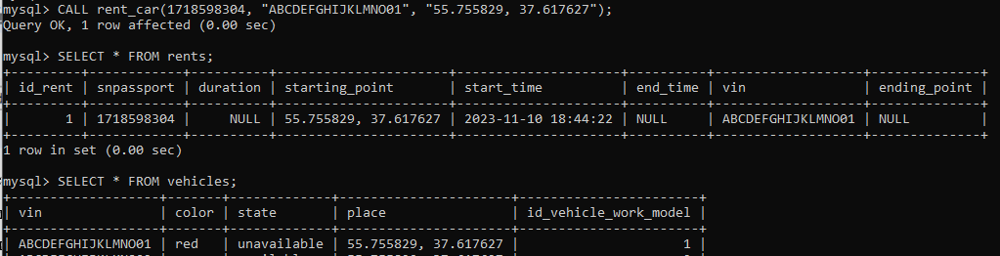 mysql> CALL rent_car(1718598304, "ABCDEFGHIJKLMNO01", "55.755829, 37.617627");
Query OK, 1 row affected (0.00 sec)
mysql> SELECT * FROM rents;
+---------+------------+----------+----------------------+---------------------+----------+-------------------+--------------+
| id_rent | snpassport | duration | starting_point | start_time | end_time | vin | ending_point |
+---------+------------+----------+----------------------+---------------------+----------+-------------------+--------------+
| 1 | 1718598304 | NULL | 55.755829, 37.617627 | 2023-11-10 18:44:22 | NULL | ABCDEFGHIJKLMNO01 | NULL |
+---------+------------+----------+----------------------+---------------------+----------+-------------------+--------------+
1 row in set (0.00 sec)
mysql> SELECT * FROM vehicles;
+-------------------+-------+-------------+----------------------+-----------------------+
| vin | color | state | place | id_vehicle_work_model |
+-------------------+-------+-------------+----------------------+-----------------------+
| ABCDEFGHIJKLMNO01 | red | unavailable | 55.755829, 37.617627 | 1 |